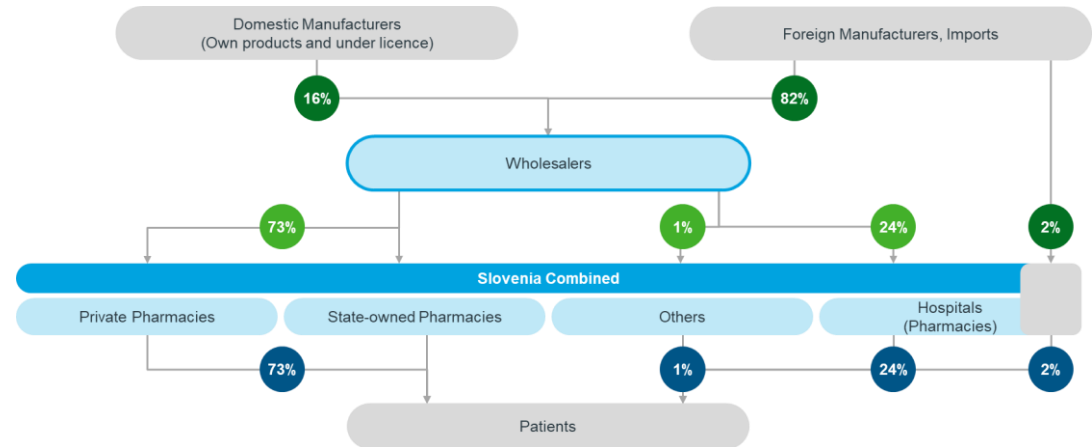 Domestic Manufacturers
(Own products and under licence)
Foreign Manufacturers, Imports
16%
82%
Wholesalers
73%
1%
24%
2%
Slovenia Combined
Private Pharmacies
State-owned Pharmacies
Others
Hospitals
(Pharmacies)
73%
1%
24%
2%
Patients